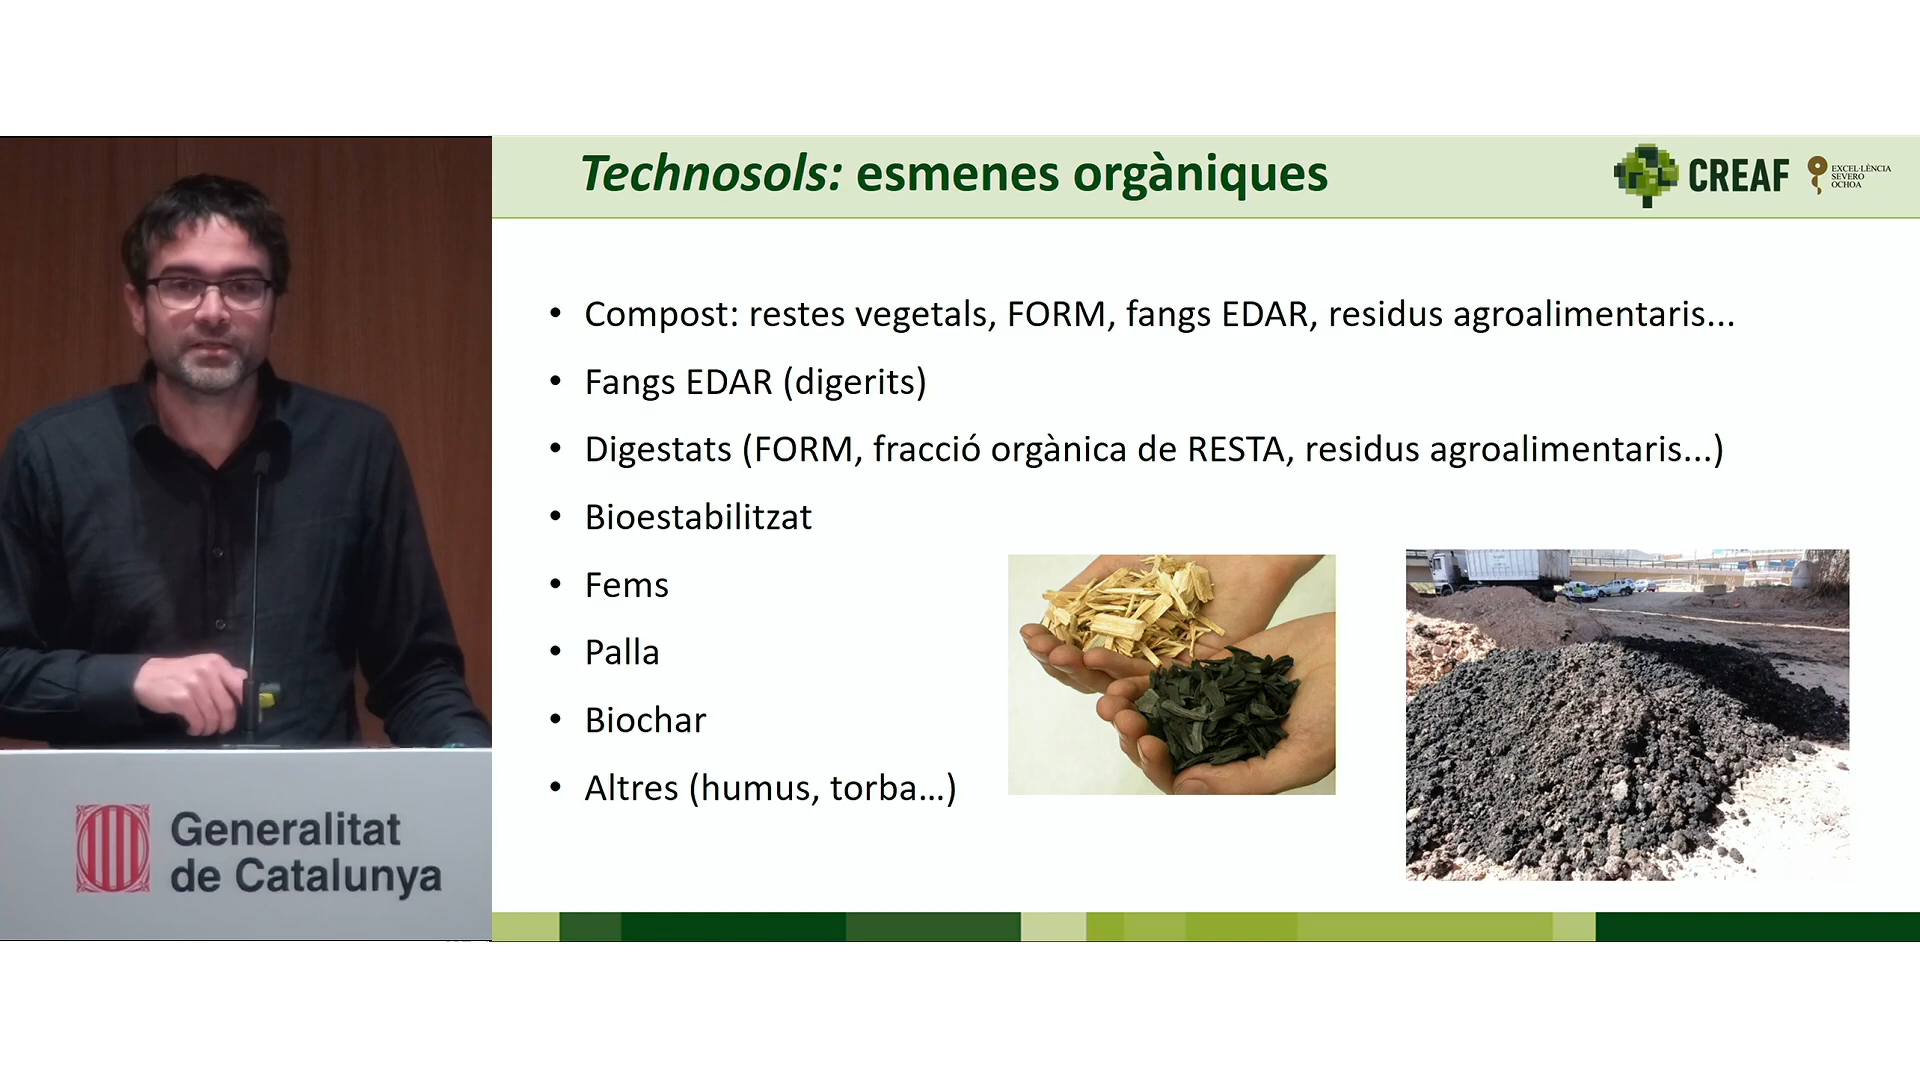 Technosols: esmenes orgàniques
CREAF
EXCEL·LÈNCIA
SEVERO
OCHOA
• Compost: restes vegetals, FORM, fangs EDAR, residus agroalimentaris...
• Fangs EDAR (digerits)
• Digestats (FORM, fracció orgànica de RESTA, residus agroalimentaris...)
• Bioestabilitzat
• Fems
• Palla
• Biochar
• Altres (humus, torba...)
Generalitat
de Catalunya